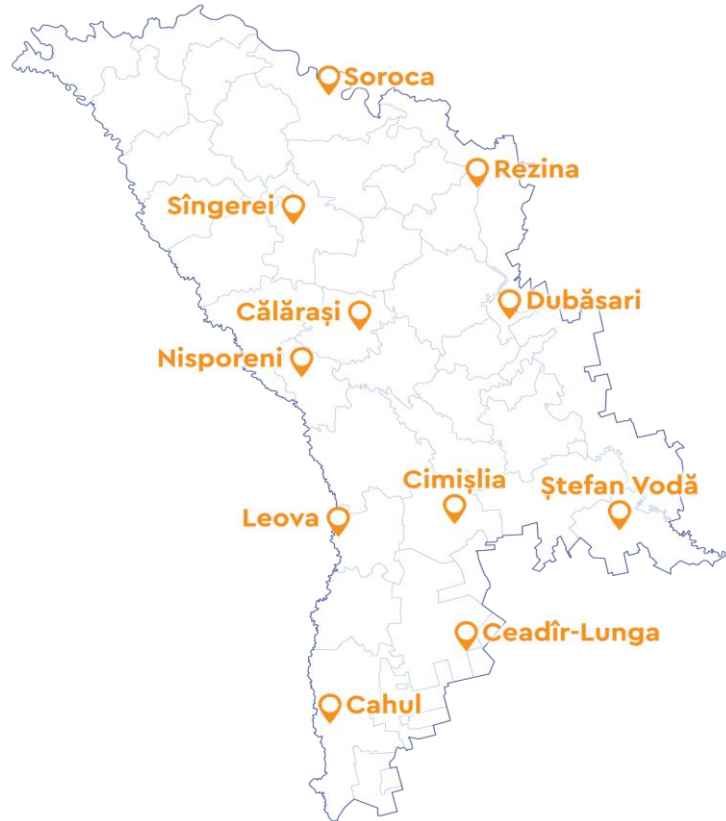 Soroca
Rezina
Sîngerei
Dubăsari
Călărași
Nisporeni
Cimișlia
Ștefan Vodă
Leova
Ceadîr-Lunga
Cahul